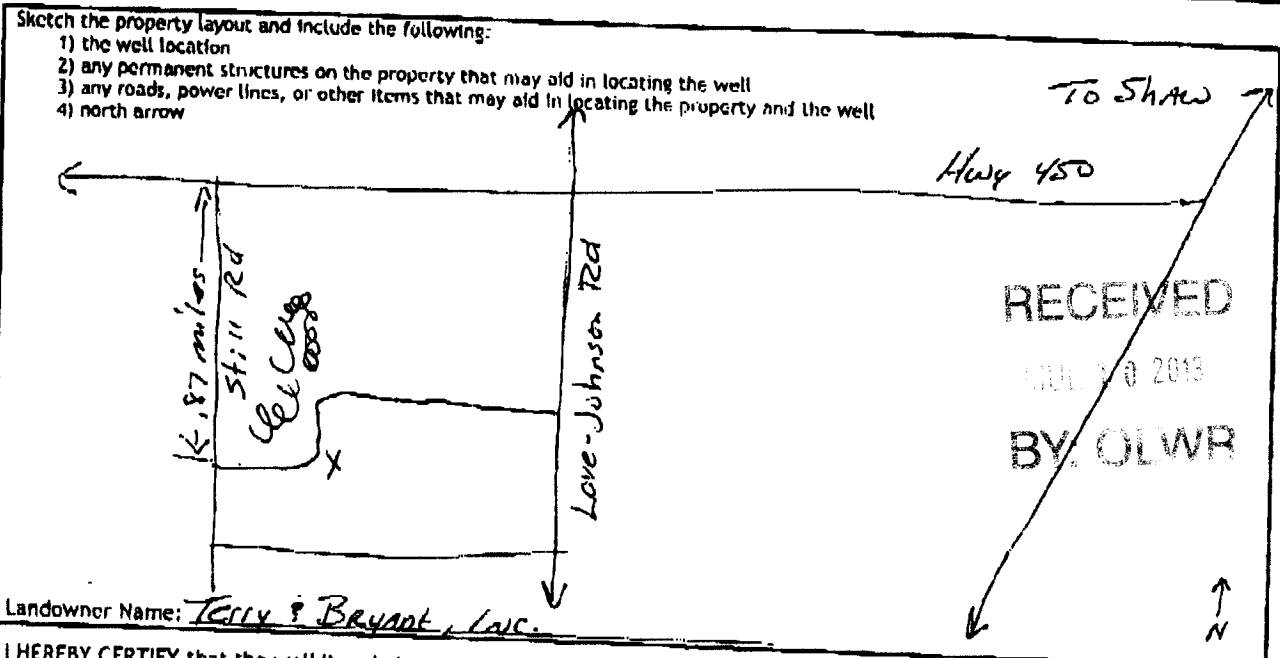 Sketch the property layout and include the following:
1) the well location
2) any permanent structures on the property that may aid in locating the well
3) any roads, power lines, or other items that may aid in locating the property and the well
4) north arrow
To Shaw
Hwy 450
.87 miles
Still Rd
Love-Johnson Rd
RECEIVED
2013
BY: OLWR
X
N
Landowner Name: Terry & Bryant, Inc.
I HEREBY CERTIFY that the well